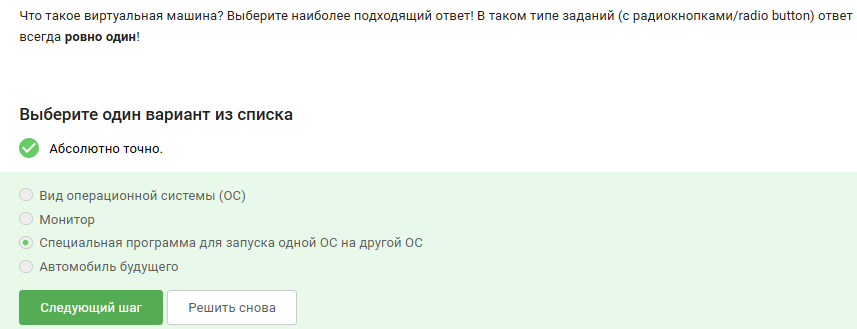 Что такое виртуальная машина? Выберите наиболее подходящий ответ! В таком типе заданий (с радиокнопками/radio button) ответ
всегда ровно один!
Выберите один вариант из списка
Абсолютно точно.
Вид операционной системы (ОС)
Монитор
Специальная программа для запуска одной ОС на другой ОС
Автомобиль будущего
Следующий шаг
Решить снова